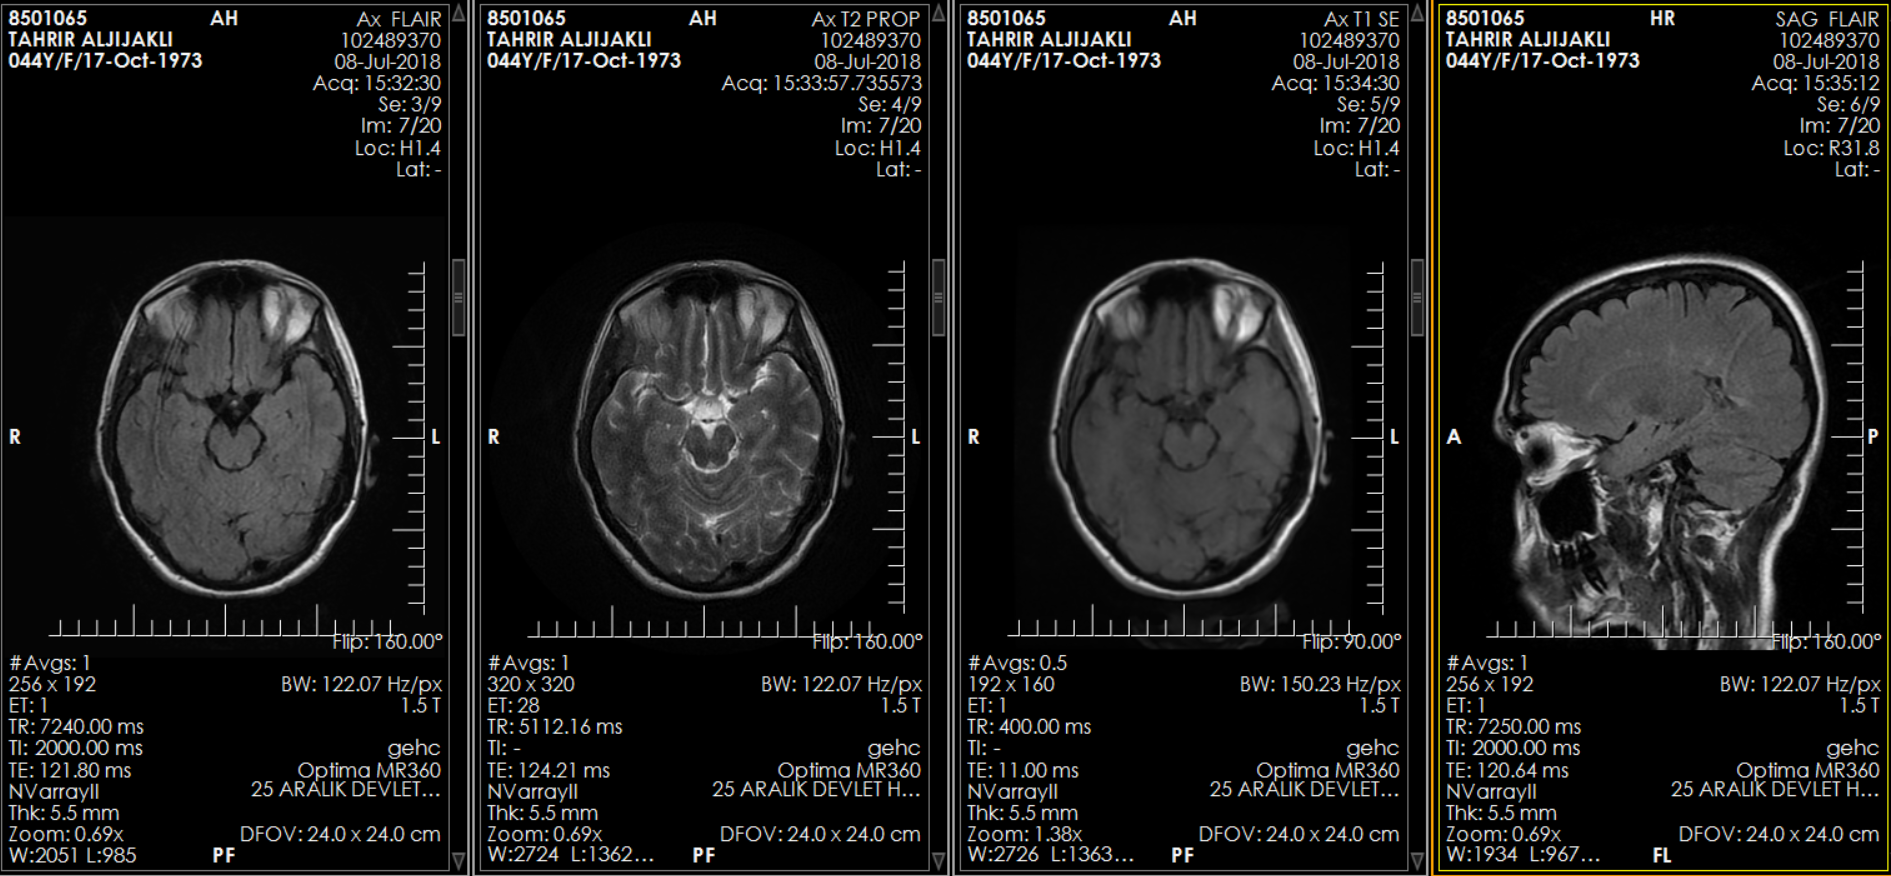 8501065 AH Ax FLAIR
TAHRIR ALJIJAKLI 102489370
044Y/F/17-Oct-1973 08-Jul-2018
Acq: 15:32:30
Se: 3/9
Im: 7/20
Loc: H1.4
Lat: -
R L
Flip: 160.00°
#Avgs: 1
256 x 192 BW: 122.07 Hz/px
ET: 1 1.5 T
TR: 7240.00 ms
TI: 2000.00 ms gehc
TE: 121.80 ms Optima MR360
NVarrayII 25 ARALIK DEVLET...
Thk: 5.5 mm
Zoom: 0.69x DFOV: 24.0 x 24.0 cm
W:2051 L:985 PF
8501065 AH Ax T2 PROP
TAHRIR ALJIJAKLI 102489370
044Y/F/17-Oct-1973 08-Jul-2018
Acq: 15:33:57.735573
Se: 4/9
Im: 7/20
Loc: H1.4
Lat: -
R L
Flip: 160.00°
#Avgs: 1
320 x 320 BW: 122.07 Hz/px
ET: 28 1.5 T
TR: 5112.16 ms
TI: - gehc
TE: 124.21 ms Optima MR360
NVarrayII 25 ARALIK DEVLET H...
Thk: 5.5 mm
Zoom: 0.69x DFOV: 24.0 x 24.0 cm
W:2724 L:1362... PF
8501065 AH Ax T1 SE
TAHRIR ALJIJAKLI 102489370
044Y/F/17-Oct-1973 08-Jul-2018
Acq: 15:34:30
Se: 5/9
Im: 7/20
Loc: H1.4
Lat: -
R L
Flip: 90.00°
#Avgs: 0.5
192 x 160 BW: 150.23 Hz/px
ET: 1 1.5 T
TR: 400.00 ms
TI: - gehc
TE: 11.00 ms Optima MR360
NVarrayII 25 ARALIK DEVLET...
Thk: 5.5 mm
Zoom: 1.38x DFOV: 24.0 x 24.0 cm
W:2726 L:1363... PF
8501065 HR SAG FLAIR
TAHRIR ALJIJAKLI 102489370
044Y/F/17-Oct-1973 08-Jul-2018
Acq: 15:35:12
Se: 6/9
Im: 7/20
Loc: R31.8
Lat: -
A P
Flip: 160.00°
#Avgs: 1
256 x 192 BW: 122.07 Hz/px
ET: 1 1.5 T
TR: 7250.00 ms
TI: 2000.00 ms gehc
TE: 120.64 ms Optima MR360
NVarrayII 25 ARALIK DEVLET H...
Thk: 5.5 mm
Zoom: 0.69x DFOV: 24.0 x 24.0 cm
W:1934 L:967... FL